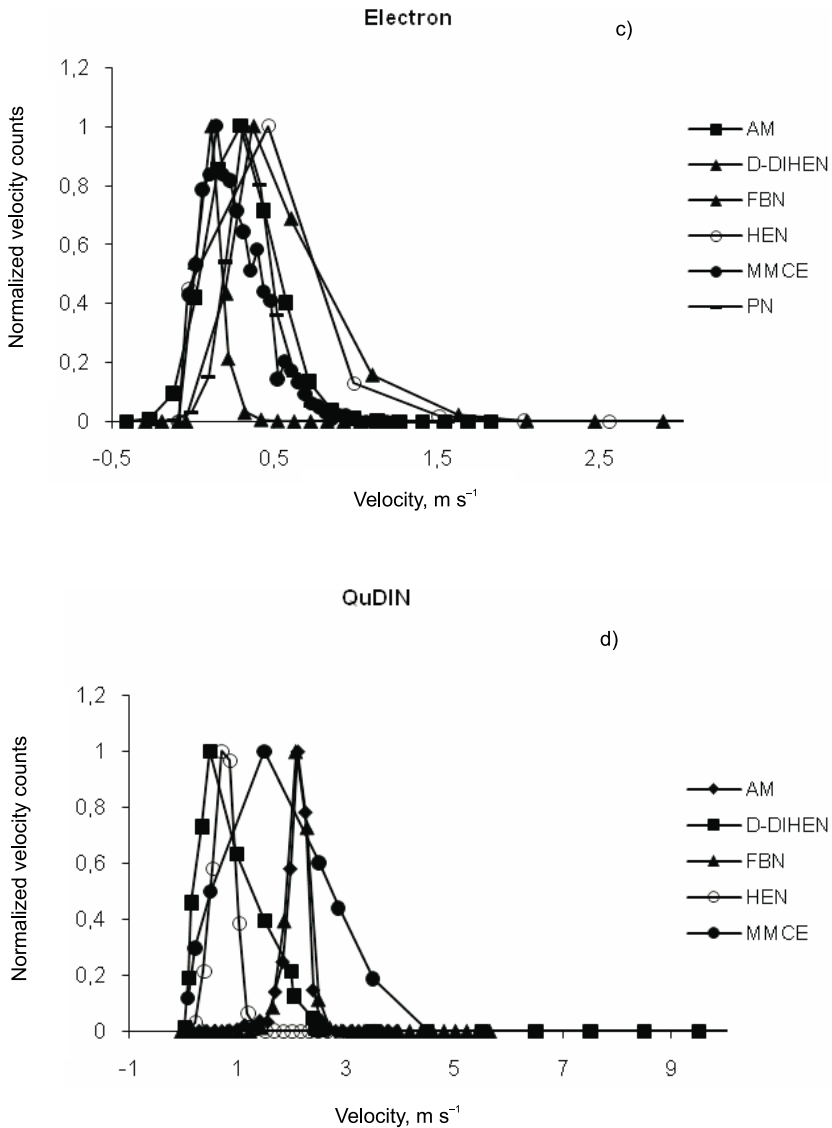 Electron
c)
Normalized velocity counts
1,2
1
0,8
0,6
0,4
0,2
0
-0,5
0,5
1,5
2,5
Velocity, m s⁻¹
AM
D-DIHEN
FBN
HEN
MMCE
PN
QuDIN
d)
Normalized velocity counts
1,2
1
0,8
0,6
0,4
0,2
0
-1
1
3
5
7
9
Velocity, m s⁻¹
AM
D-DIHEN
FBN
HEN
MMCE